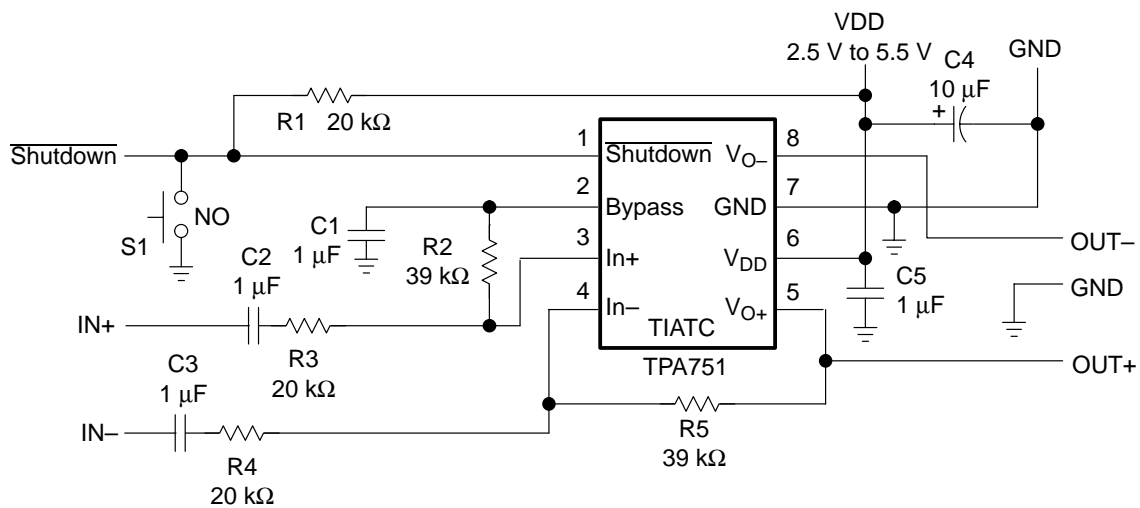 VDD
2.5 V to 5.5 V
C4
10 μF
+
GND
R1 20 kΩ
Shutdown
1
Shutdown
VO–
8
S1
NO
2
Bypass
GND
7
C1
1 μF
R2
39 kΩ
3
In+
VDD
6
OUT–
C2
1 μF
4
In–
VO+
5
C5
1 μF
GND
IN+
R3
20 kΩ
TIATC
TPA751
OUT+
C3
1 μF
IN–
R4
20 kΩ
R5
39 kΩ